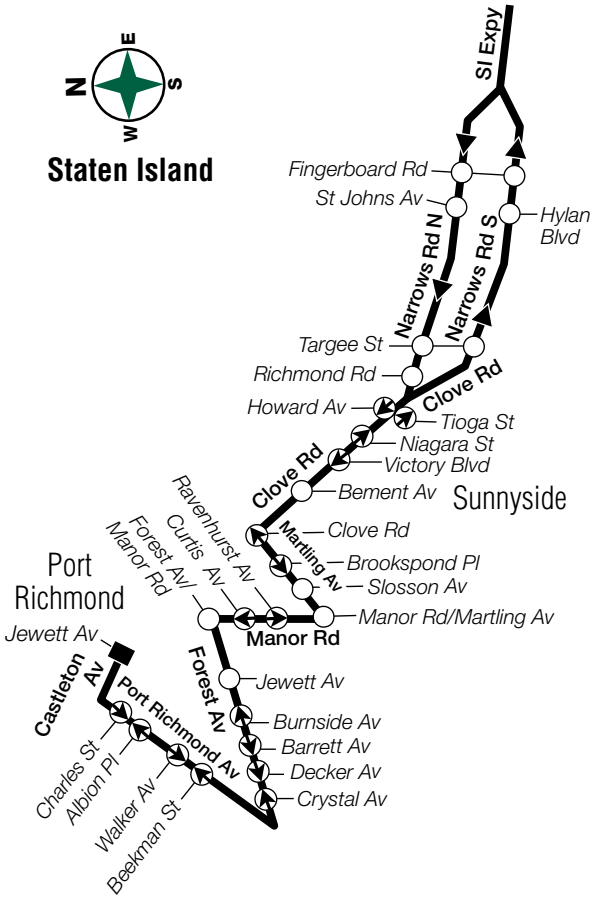 E
N
S
W
Staten Island
SI Expy
Fingerboard Rd
St Johns Av
Hylan
Blvd
Narrows Rd N
Narrows Rd S
Targee St
Richmond Rd
Clove Rd
Howard Av
Tioga St
Niagara St
Victory Blvd
Clove Rd
Bement Av
Sunnyside
Clove Rd
Martling Av
Brookspond Pl
Slosson Av
Manor Rd/Martling Av
Ravenhurst Av
Curtis Av
Forest Av/
Manor Rd
Manor Rd
Port
Richmond
Jewett Av
Castleton
Av
Port Richmond Av
Forest Av
Jewett Av
Burnside Av
Barrett Av
Decker Av
Crystal Av
Charles St
Albion Pl
Walker Av
Beekman St